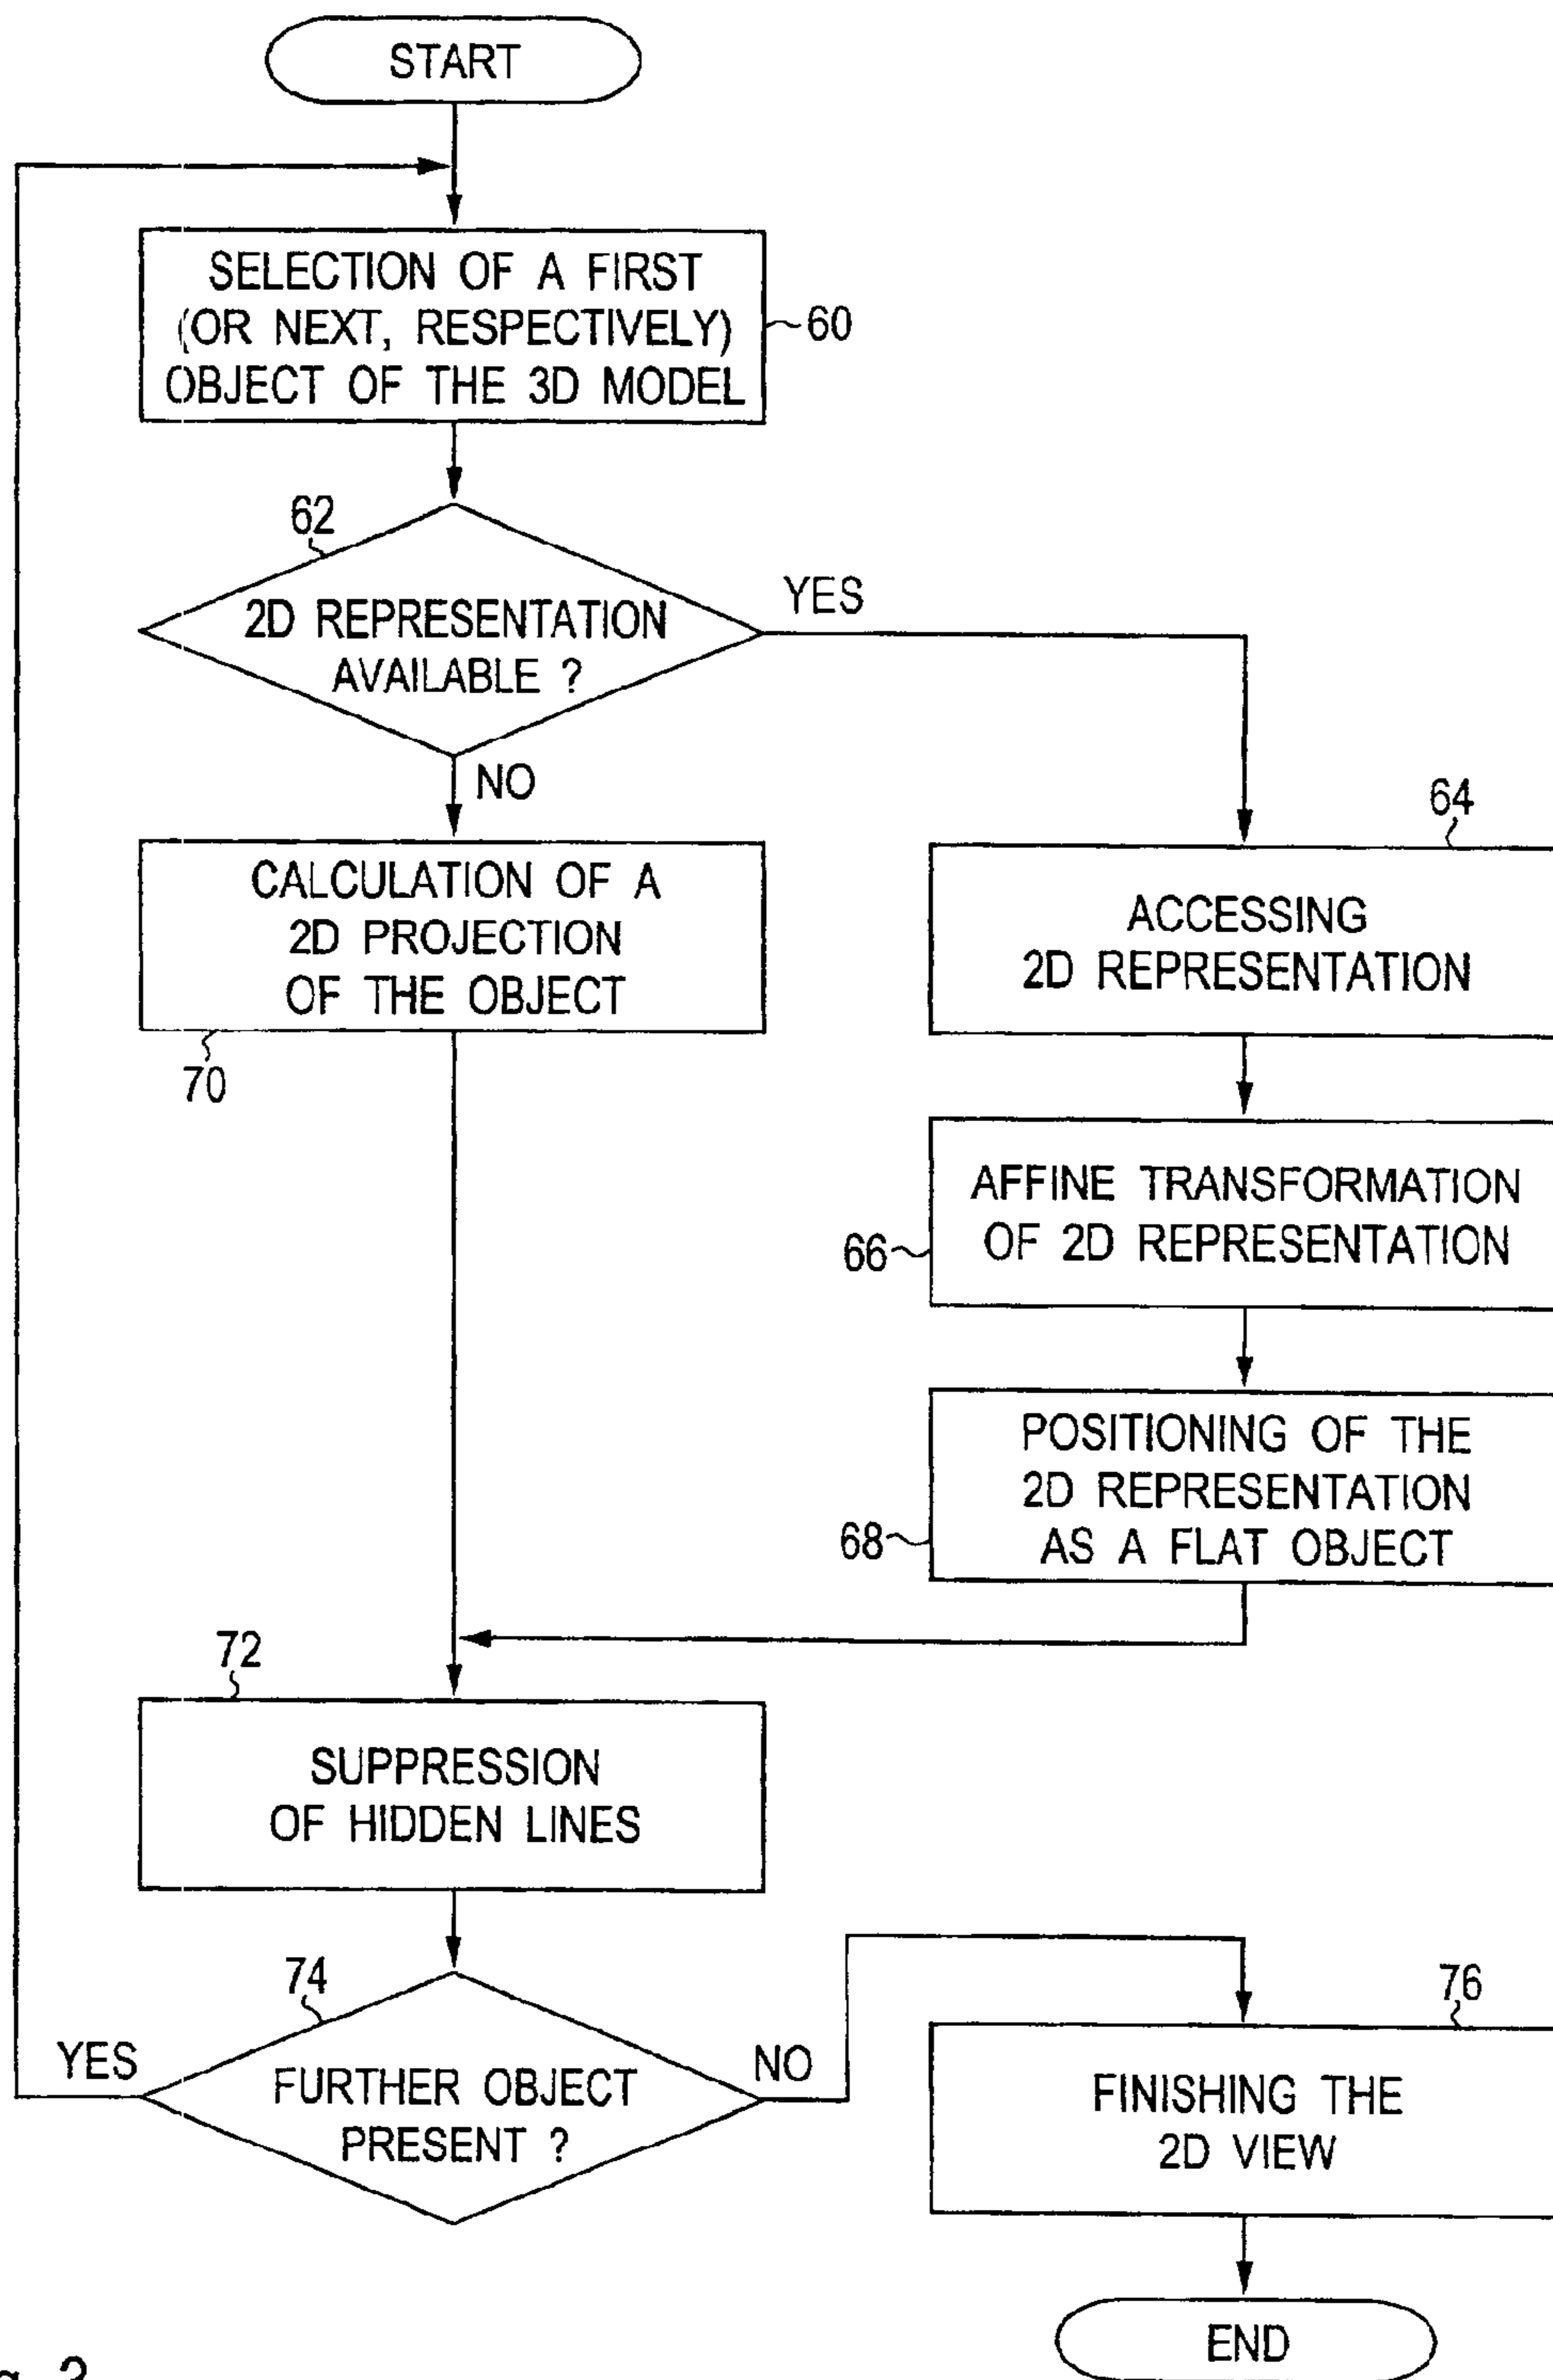 START
SELECTION OF A FIRST
(OR NEXT, RESPECTIVELY)
OBJECT OF THE 3D MODEL
60
62
2D REPRESENTATION
AVAILABLE ?
YES
NO
CALCULATION OF A
2D PROJECTION
OF THE OBJECT
70
64
ACCESSING
2D REPRESENTATION
AFFINE TRANSFORMATION
OF 2D REPRESENTATION
66
POSITIONING OF THE
2D REPRESENTATION
AS A FLAT OBJECT
68
72
SUPPRESSION
OF HIDDEN LINES
74
FURTHER OBJECT
PRESENT ?
YES
NO
76
FINISHING THE
2D VIEW
END